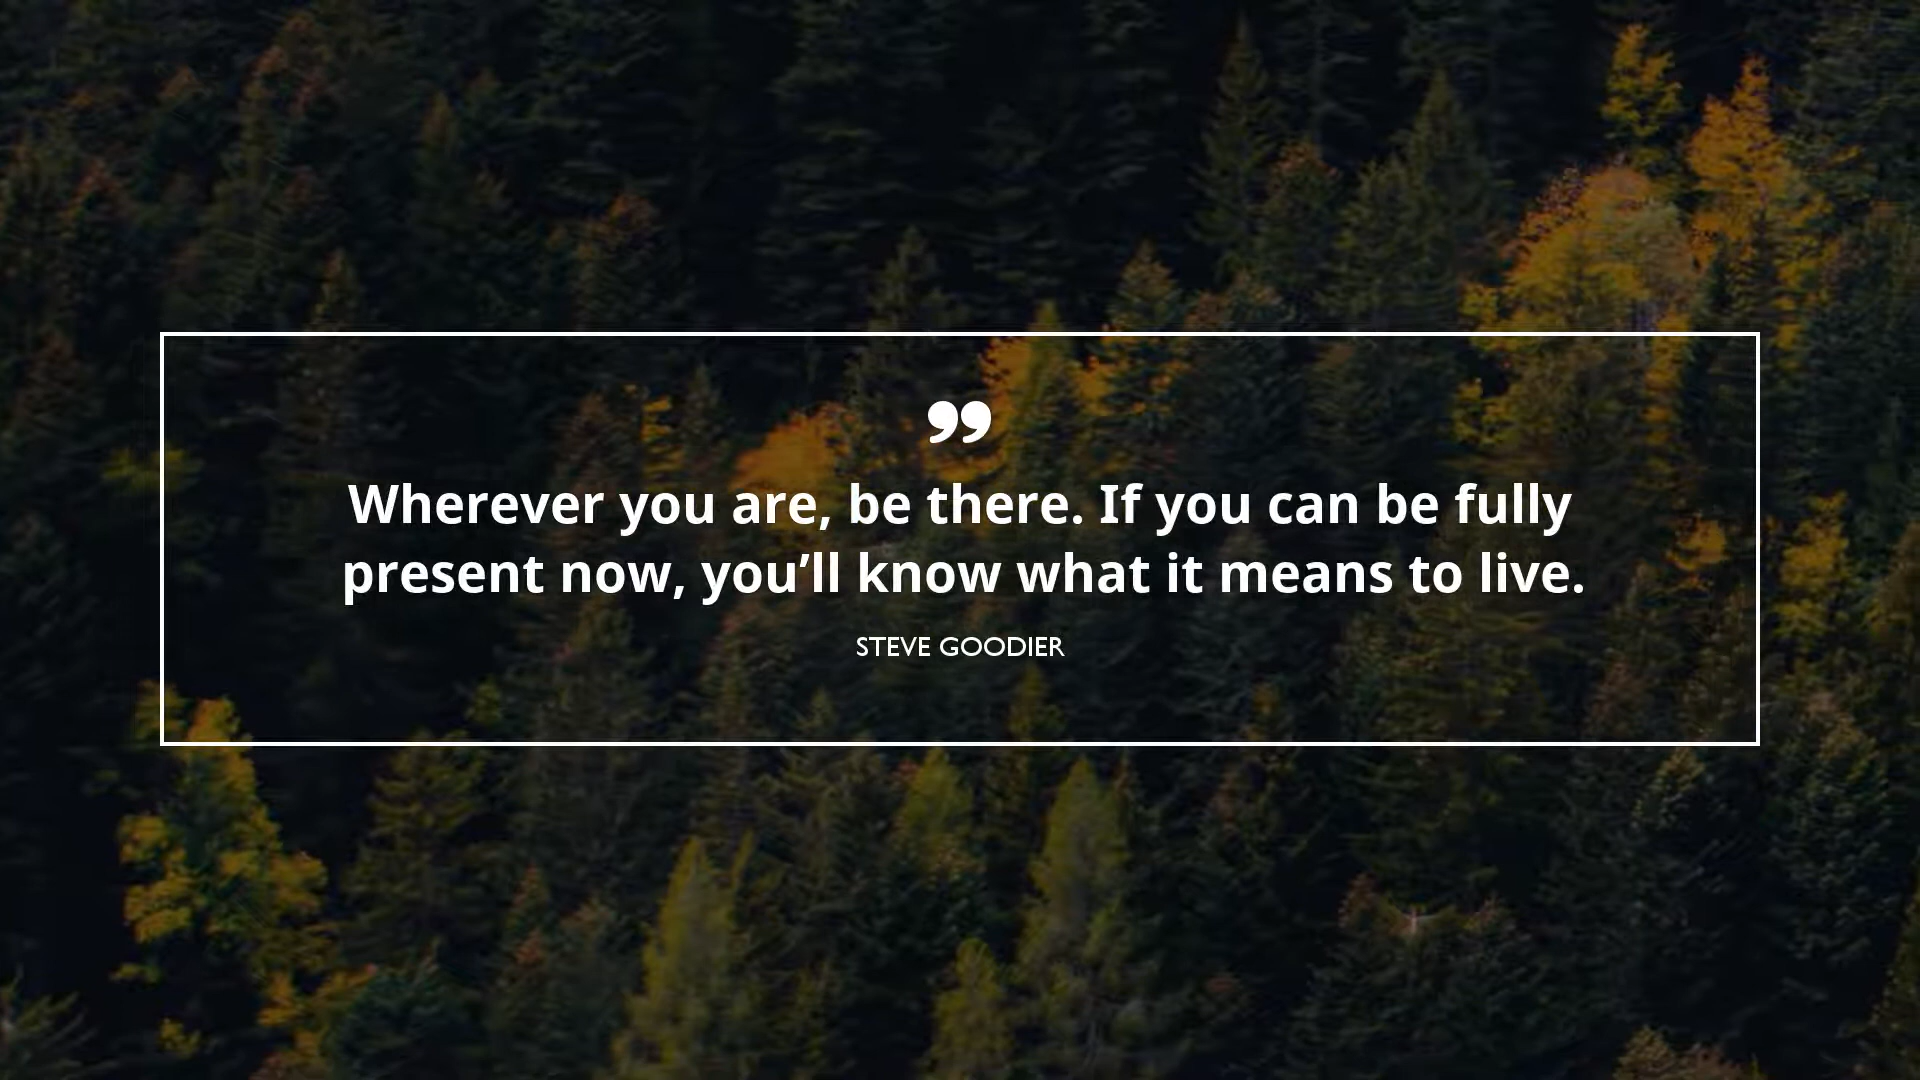 ”
Wherever you are, be there. If you can be fully
present now, you’ll know what it means to live.
STEVE GOODIER